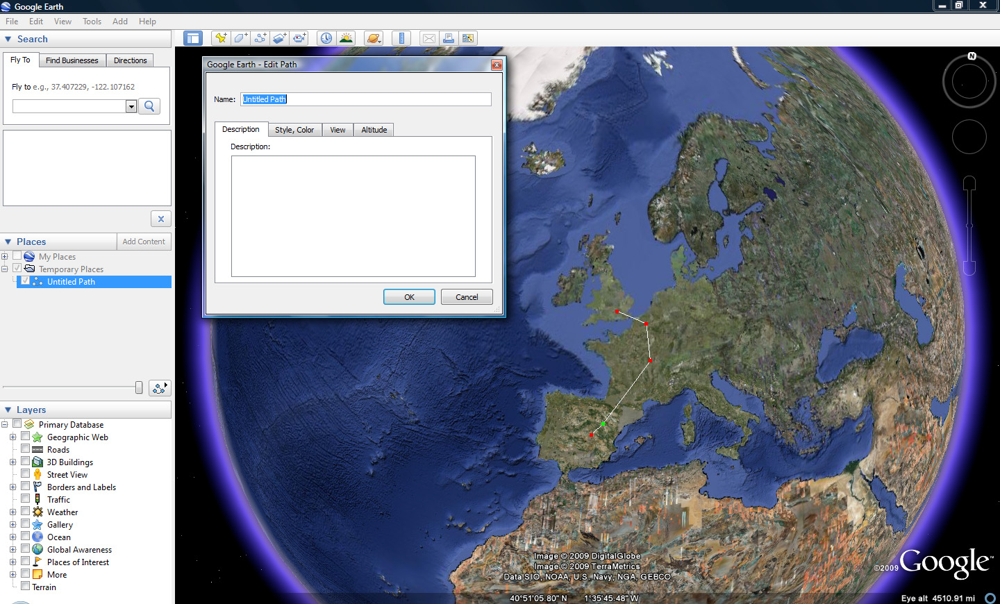 Google Earth
File Edit View Tools Add Help
Search
Fly To Find Businesses Directions
Fly to e.g., 37.407229, -122.107162
Places Add Content
My Places
Temporary Places
Untitled Path
Layers
Primary Database
Geographic Web
Roads
3D Buildings
Street View
Borders and Labels
Traffic
Weather
Gallery
Ocean
Global Awareness
Places of Interest
More
Terrain
Google Earth - Edit Path
Name: Untitled Path
Description Style, Color View Altitude
Description:
OK Cancel
N
Image © 2009 DigitalGlobe
Image © 2009 TerraMetrics
Data SIO, NOAA, U.S. Navy, NGA, GEBCO
©2009 Google™
40°51'05.80" N 1°35'45.48" W
Eye alt 4510.91 mi